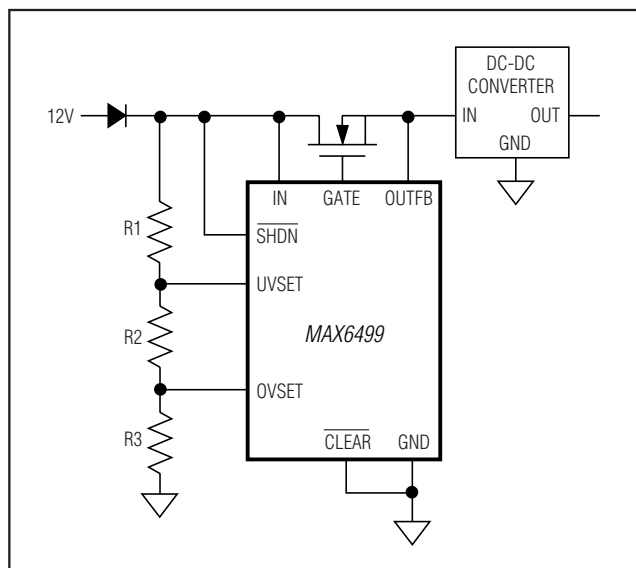 DC-DC
CONVERTER
12V
IN
OUT
GND
IN
GATE
OUTFB
R1
SHDN
UVSET
R2
MAX6499
OVSET
R3
CLEAR
GND